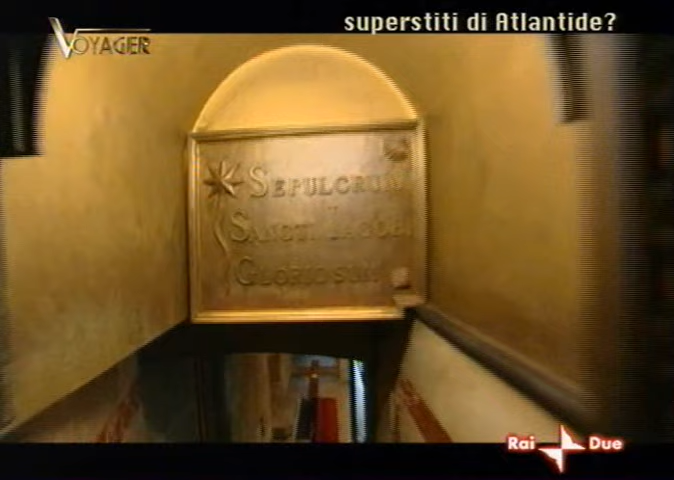 superstiti di Atlantide?
VOYAGER
SEPULCRUM
SANCTI IACOBI
GLORIOSUM
Rai Due